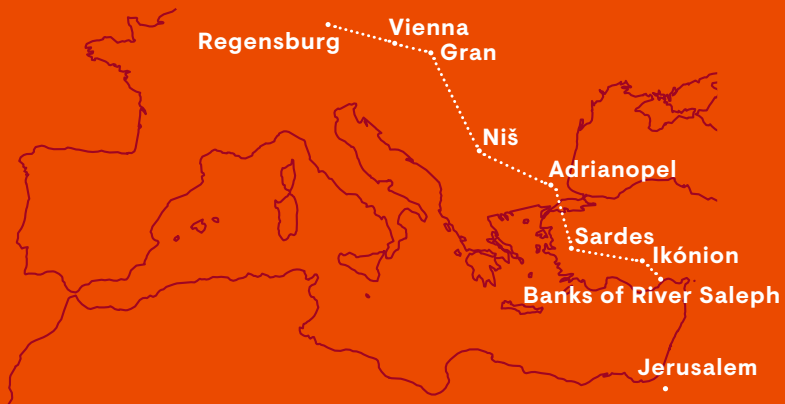 Vienna
Regensburg
Gran
Niš
Adrianopel
Sardes
Ikónion
Banks of River Saleph
Jerusalem